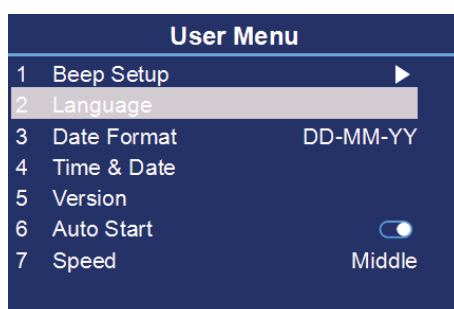 User Menu
1 Beep Setup
2 Language
3 Date Format DD-MM-YY
4 Time & Date
5 Version
6 Auto Start
7 Speed Middle